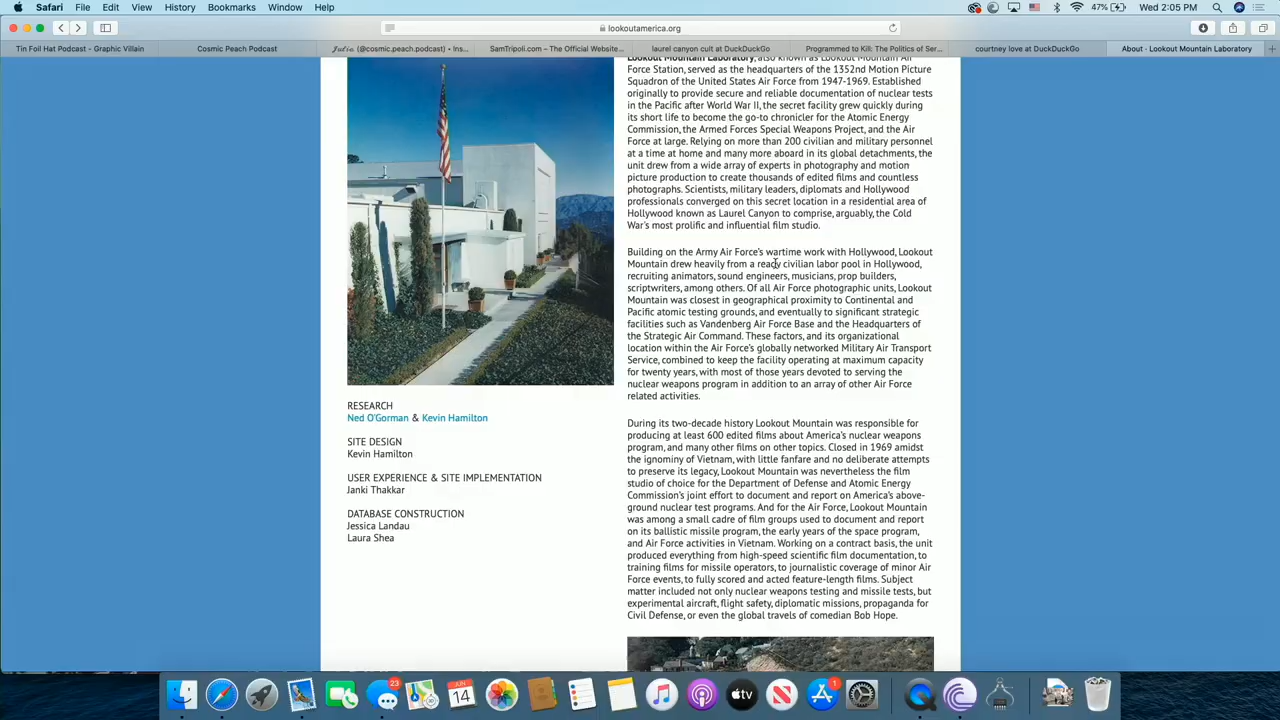 Safari File Edit View History Bookmarks Window Help 47% Wed 2:05 PM
lookoutamerica.org
Tin Foil Hat Podcast - Graphic Villain Cosmic Peach Podcast (@cosmic.peach.podcast) • Ins... SamTripoli.com — The Official Website... laurel canyon cult at DuckDuckGo Programmed to Kill: The Politics of Ser... courtney love at DuckDuckGo About - Lookout Mountain Laboratory
Lookout Mountain Laboratory, also known as Lookout Mountain Air
Force Station, served as the headquarters of the 1352nd Motion Picture
Squadron of the United States Air Force from 1947-1969. Established
originally to provide secure and reliable documentation of nuclear tests
in the Pacific after World War II, the secret facility grew quickly during
its short life to become the go-to chronicler for the Atomic Energy
Commission, the Armed Forces Special Weapons Project, and the Air
Force at large. Relying on more than 200 civilian and military personnel
at a time at home and many more aboard in its global detachments, the
unit drew from a wide array of experts in photography and motion
picture production to create thousands of edited films and countless
photographs. Scientists, military leaders, diplomats and Hollywood
professionals converged on this secret location in a residential area of
Hollywood known as Laurel Canyon to comprise, arguably, the Cold
War's most prolific and influential film studio.
Building on the Army Air Force's wartime work with Hollywood, Lookout
Mountain drew heavily from a ready civilian labor pool in Hollywood,
recruiting animators, sound engineers, musicians, prop builders,
scriptwriters, among others. Of all Air Force photographic units, Lookout
Mountain was closest in geographical proximity to Continental and
Pacific atomic testing grounds, and eventually to significant strategic
facilities such as Vandenberg Air Force Base and the Headquarters of
the Strategic Air Command. These factors, and its organizational
location within the Air Force's globally networked Military Air Transport
Service, combined to keep the facility operating at maximum capacity
for twenty years, with most of those years devoted to serving the
nuclear weapons program in addition to an array of other Air Force
related activities.
During its two-decade history Lookout Mountain was responsible for
producing at least 600 edited films about America's nuclear weapons
program, and many other films on other topics. Closed in 1969 amidst
the ignominy of Vietnam, with little fanfare and no deliberate attempts
to preserve its legacy, Lookout Mountain was nevertheless the film
studio of choice for the Department of Defense and Atomic Energy
Commission's joint effort to document and report on America's above-
ground nuclear test programs. And for the Air Force, Lookout Mountain
was among a small cadre of film groups used to document and report
on its ballistic missile program, the early years of the space program,
and Air Force activities in Vietnam. Working on a contract basis, the unit
produced everything from high-speed scientific film documentation, to
training films for missile operators, to journalistic coverage of minor Air
Force events, to fully scored and acted feature-length films. Subject
matter included not only nuclear weapons testing and missile tests, but
experimental aircraft, flight safety, diplomatic missions, propaganda for
Civil Defense, or even the global travels of comedian Bob Hope.
RESEARCH
Ned O'Gorman & Kevin Hamilton
SITE DESIGN
Kevin Hamilton
USER EXPERIENCE & SITE IMPLEMENTATION
Janki Thakkar
DATABASE CONSTRUCTION
Jessica Landau
Laura Shea
23
JUN
14
tv
1